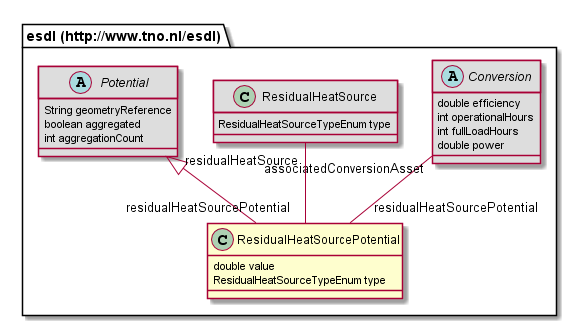 esdl (http://www.tno.nl/esdl)
A Potential
String geometryReference
boolean aggregated
int aggregationCount
C ResidualHeatSource
ResidualHeatSourceTypeEnum type
A Conversion
double efficiency
int operationalHours
int fullLoadHours
double power
residualHeatSource
associatedConversionAsset
residualHeatSourcePotential
residualHeatSourcePotential
C ResidualHeatSourcePotential
double value
ResidualHeatSourceTypeEnum type